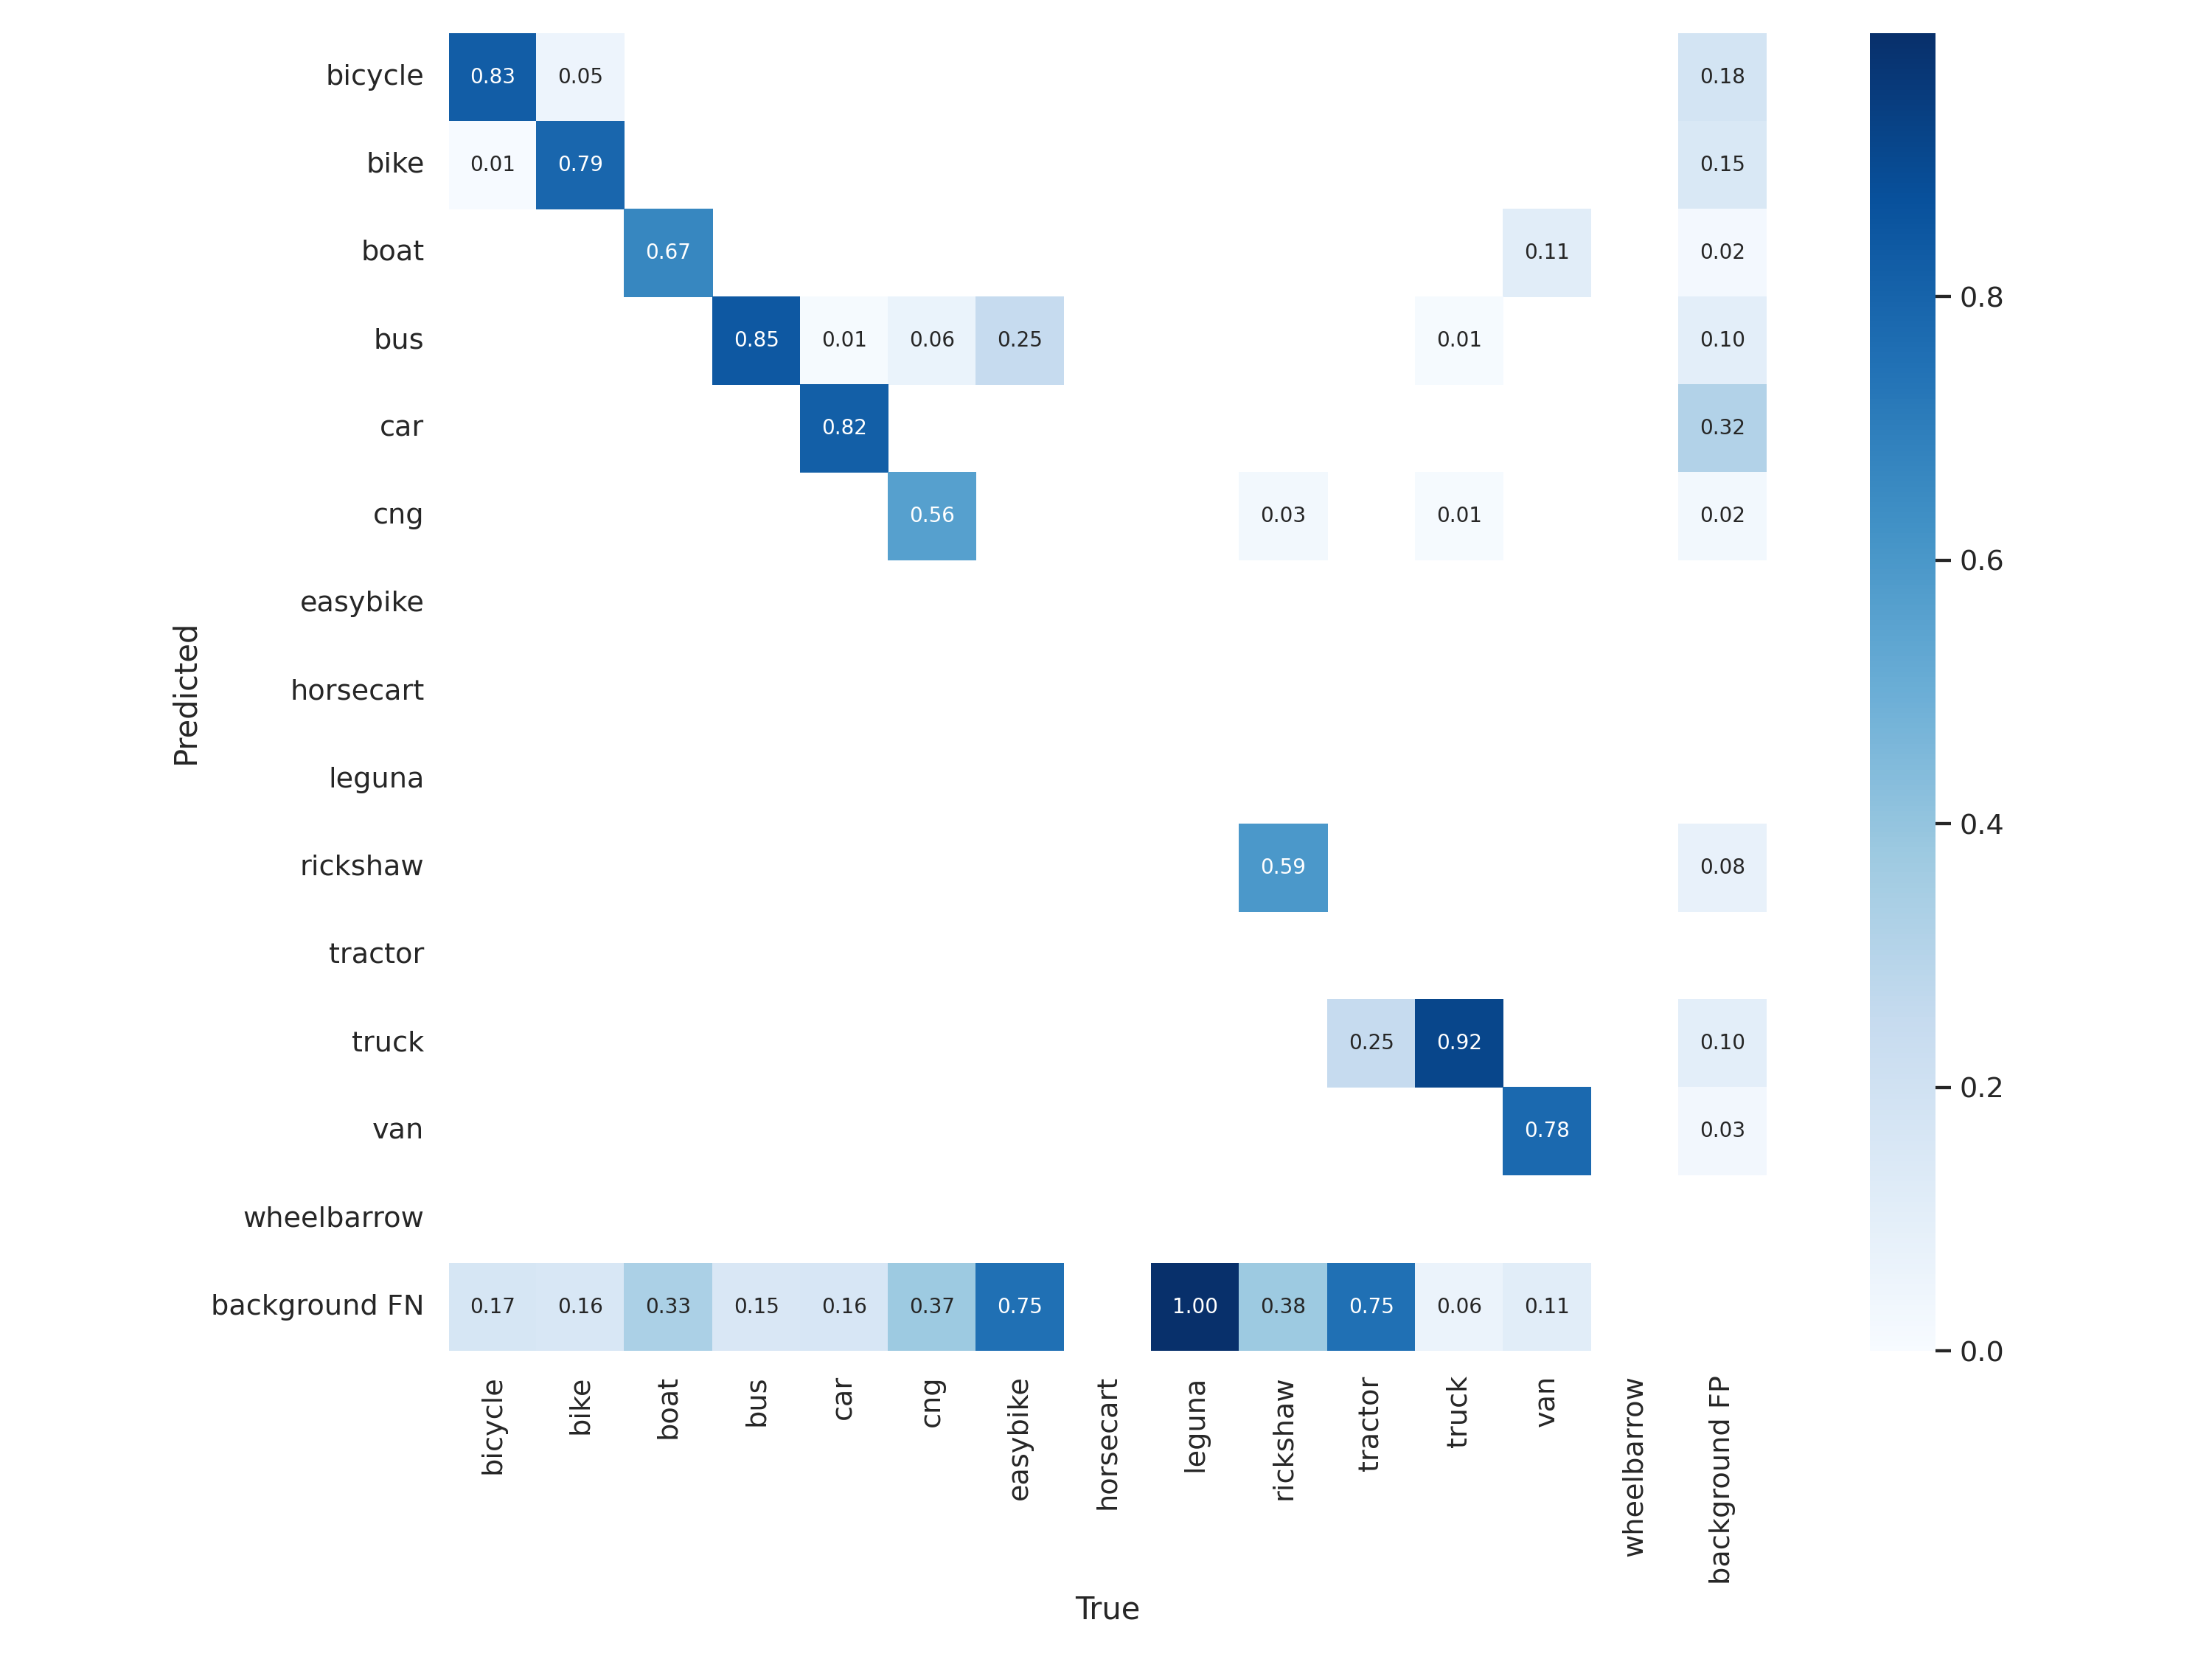 bicycle 0.83 0.05 0.18
bike 0.01 0.79 0.15
boat 0.67 0.11 0.02
bus 0.85 0.01 0.06 0.25 0.01 0.10
0.8
car 0.82 0.32
cng 0.56 0.03 0.01 0.02
0.6
easybike
Predicted
horsecart
leguna
0.4
rickshaw 0.59 0.08
tractor
truck 0.25 0.92 0.10
0.2
van 0.78 0.03
wheelbarrow
background FN 0.17 0.16 0.33 0.15 0.16 0.37 0.75 1.00 0.38 0.75 0.06 0.11
0.0
bicycle
bike
boat
bus
car
cng
easybike
horsecart
leguna
rickshaw
tractor
truck
van
wheelbarrow
background FP
True